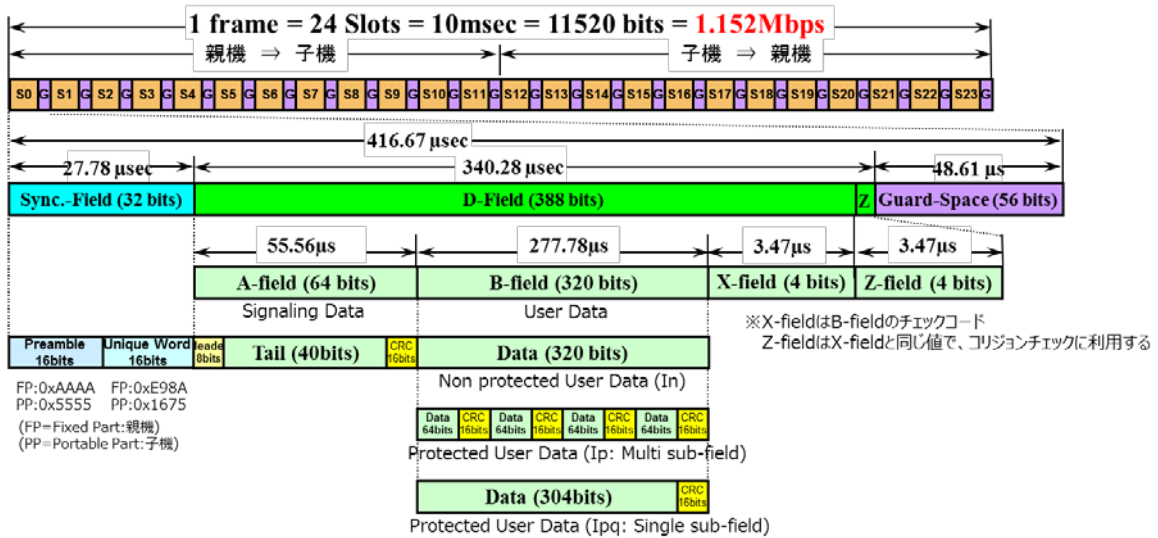 1 frame = 24 Slots = 10msec = 11520 bits = 1.152Mbps
親機 ⇒ 子機 子機 ⇒ 親機
S0 G S1 G S2 G S3 G S4 G S5 G S6 G S7 G S8 G S9 G S10 G S11 G S12 G S13 G S14 G S15 G S16 G S17 G S18 G S19 G S20 G S21 G S22 G S23 G
416.67 μsec
27.78 μsec 340.28 μsec 48.61 μs
Sync.-Field (32 bits) D-Field (388 bits) Z Guard-Space (56 bits)
55.56μs 277.78μs 3.47μs 3.47μs
A-field (64 bits) B-field (320 bits) X-field (4 bits) Z-field (4 bits)
Signaling Data User Data
※X-fieldはB-fieldのチェックコード
Z-fieldはX-fieldと同じ値で、コリジョンチェックに利用する
Preamble Unique Word CRC
16bits 16bits 8bits Tail (40bits) 16bits Data (320 bits)
Non protected User Data (In)
FP:0xAAAA FP:0xE98A
PP:0x5555 PP:0x1675
(FP=Fixed Part:親機)
(PP=Portable Part:子機)
Data CRC Data CRC Data CRC Data CRC
64bits 16bits 64bits 16bits 64bits 16bits 64bits 16bits
Protected User Data (Ip: Multi sub-field)
Data (304bits) CRC
16bits
Protected User Data (Ipq: Single sub-field)